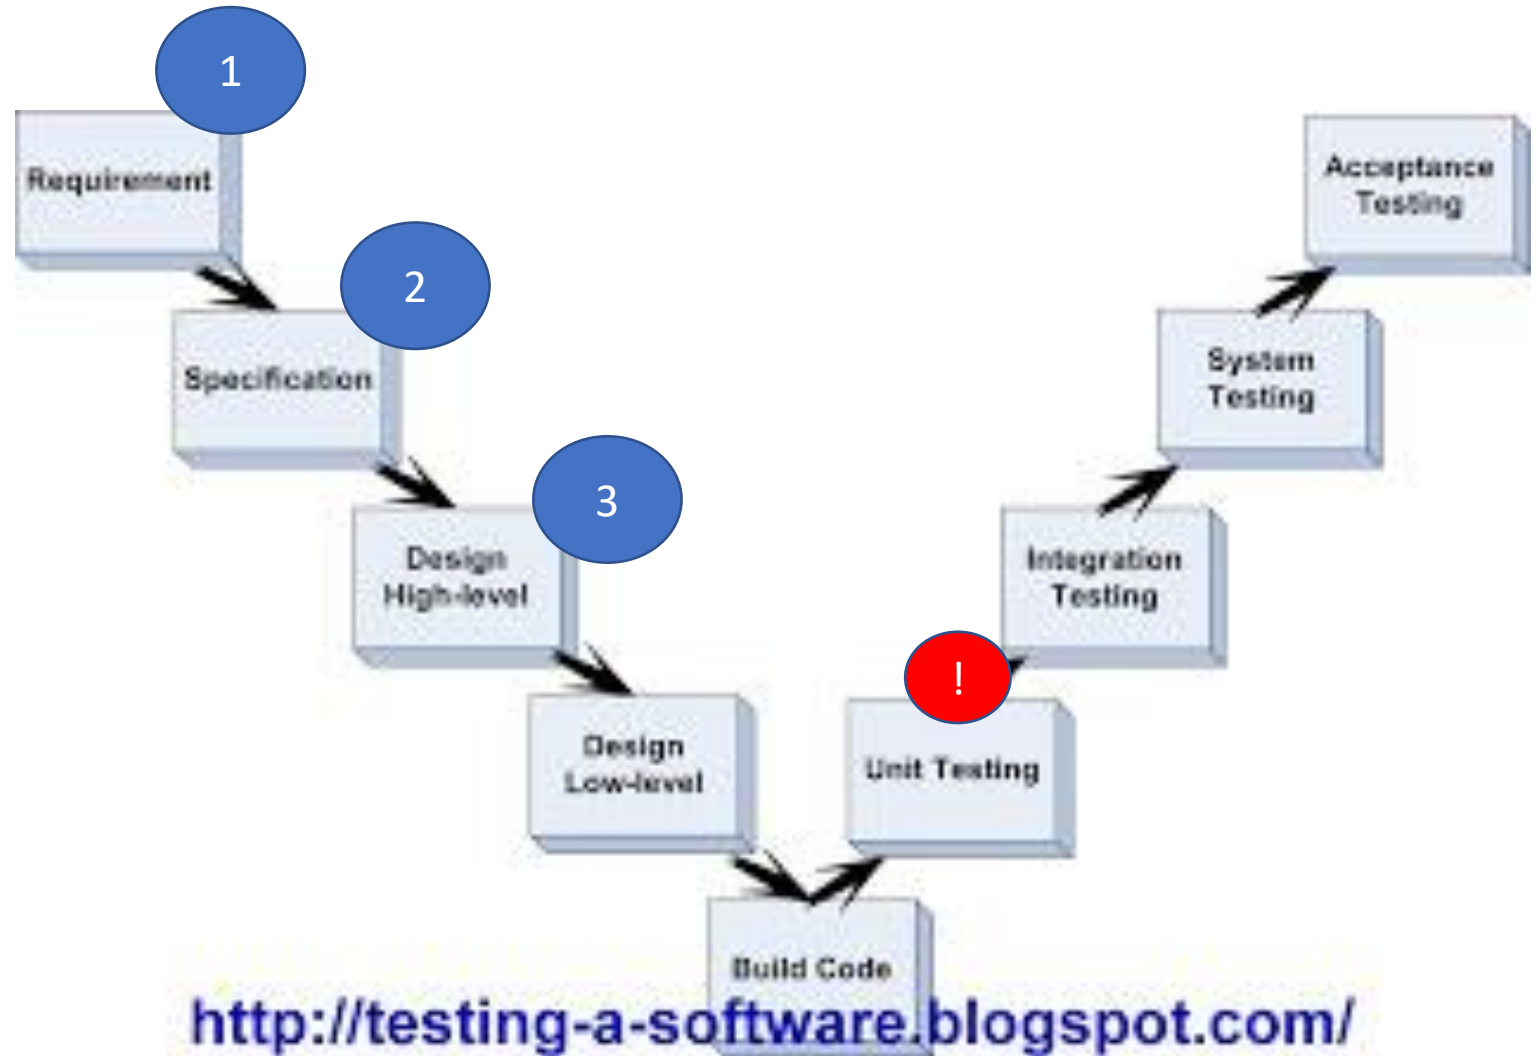 1
Requirement
2
Specification
3
Design
High-level
Design
Low-level
Build Code
!
Unit Testing
Integration
Testing
System
Testing
Acceptance
Testing
http://testing-a-software.blogspot.com/